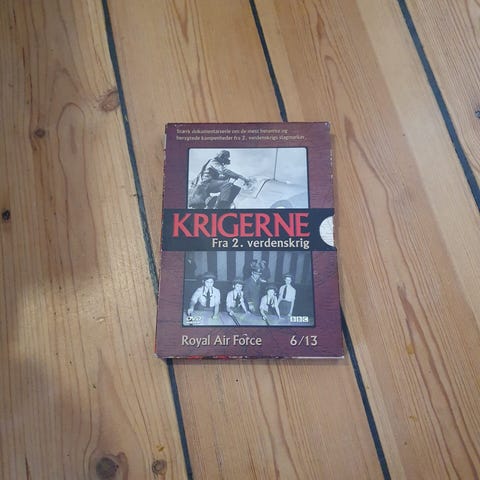 Stærk dokumentarserie om de mest berømte og
berygtede kampenheder fra 2. verdenskrigs slagmarker.
KRIGERNE
Fra 2. verdenskrig
DVD
BBC
Royal Air Force 6/13